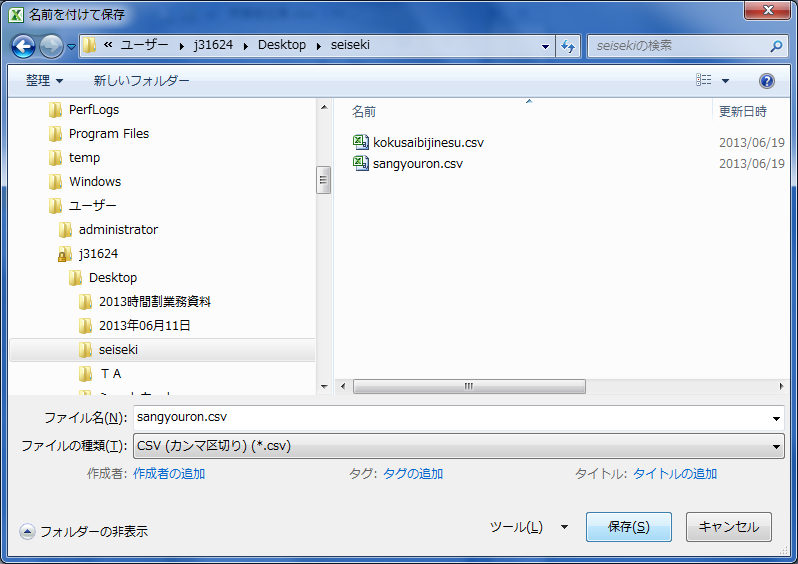 名前を付けて保存
« ユーザー ▸ j31624 ▸ Desktop ▸ seiseki
seisekiの検索
整理 ▼ 新しいフォルダー
PerfLogs
Program Files
temp
Windows
ユーザー
administrator
j31624
Desktop
2013時間割業務資料
2013年06月11日
seiseki
ＴＡ
名前 更新日時
kokusaibijinesu.csv 2013/06/19
sangyouron.csv 2013/06/19
ファイル名(N): sangyouron.csv
ファイルの種類(T): CSV (カンマ区切り) (*.csv)
作成者: 作成者の追加 タグ: タグの追加 タイトル: タイトルの追加
フォルダーの非表示 ツール(L) ▼ 保存(S) キャンセル